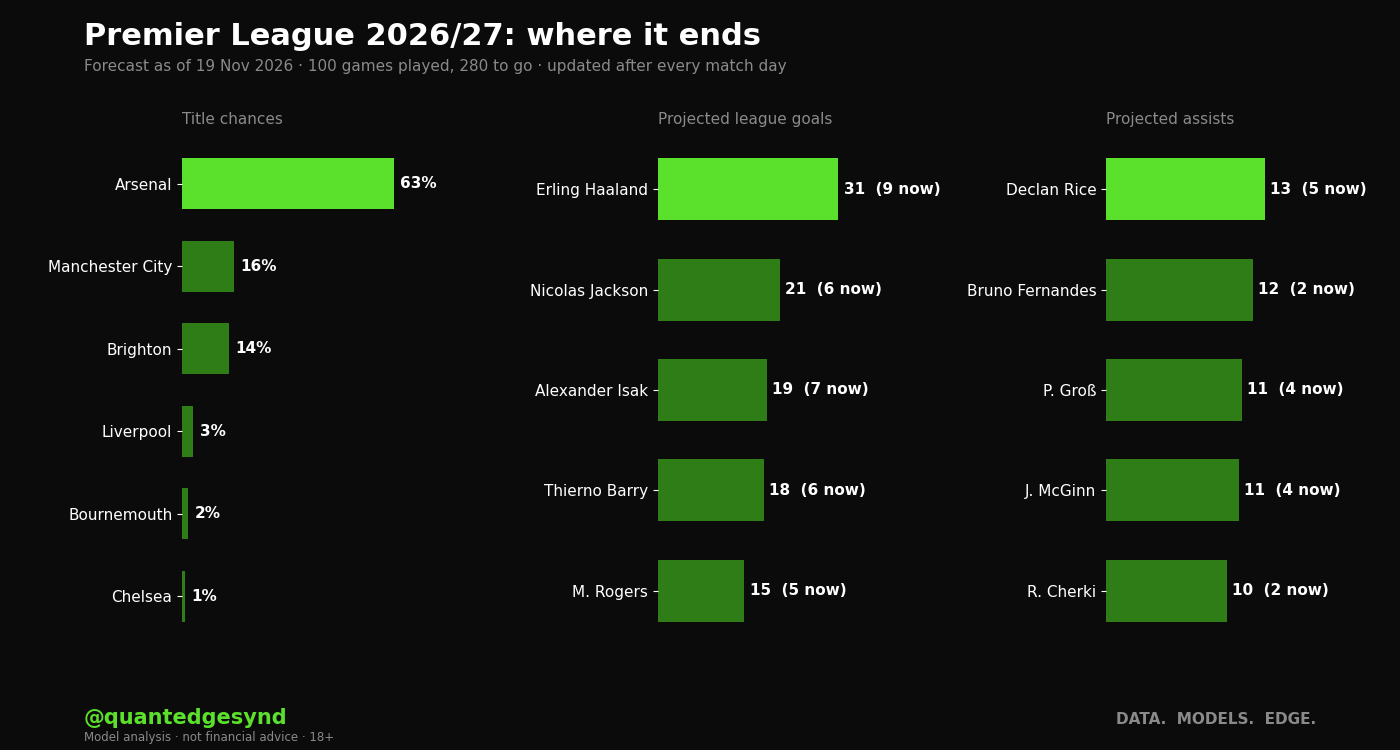 Premier League 2026/27: where it ends
Forecast as of 19 Nov 2026 · 100 games played, 280 to go · updated after every match day
Title chances
Arsenal 63%
Manchester City 16%
Brighton 14%
Liverpool 3%
Bournemouth 2%
Chelsea 1%
Projected league goals
Erling Haaland 31 (9 now)
Nicolas Jackson 21 (6 now)
Alexander Isak 19 (7 now)
Thierno Barry 18 (6 now)
M. Rogers 15 (5 now)
Projected assists
Declan Rice 13 (5 now)
Bruno Fernandes 12 (2 now)
P. Groß 11 (4 now)
J. McGinn 11 (4 now)
R. Cherki 10 (2 now)
@quantedgesynd
Model analysis · not financial advice · 18+
DATA. MODELS. EDGE.